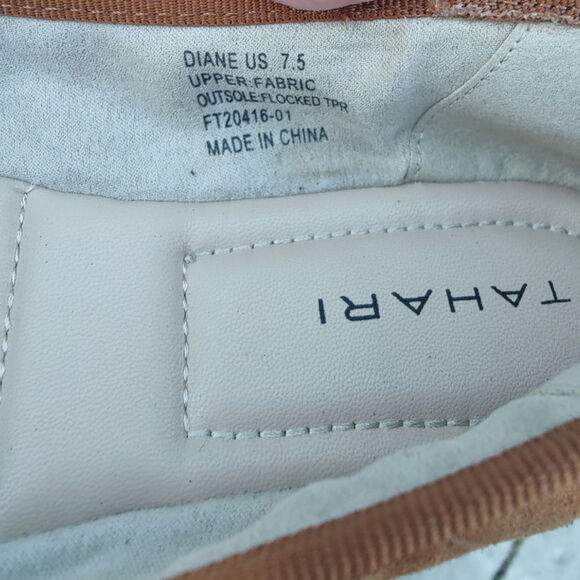 DIANE US 7.5
UPPER:FABRIC
OUTSOLE:FLOCKED TPR
FT20416-01
MADE IN CHINA
TAHARI